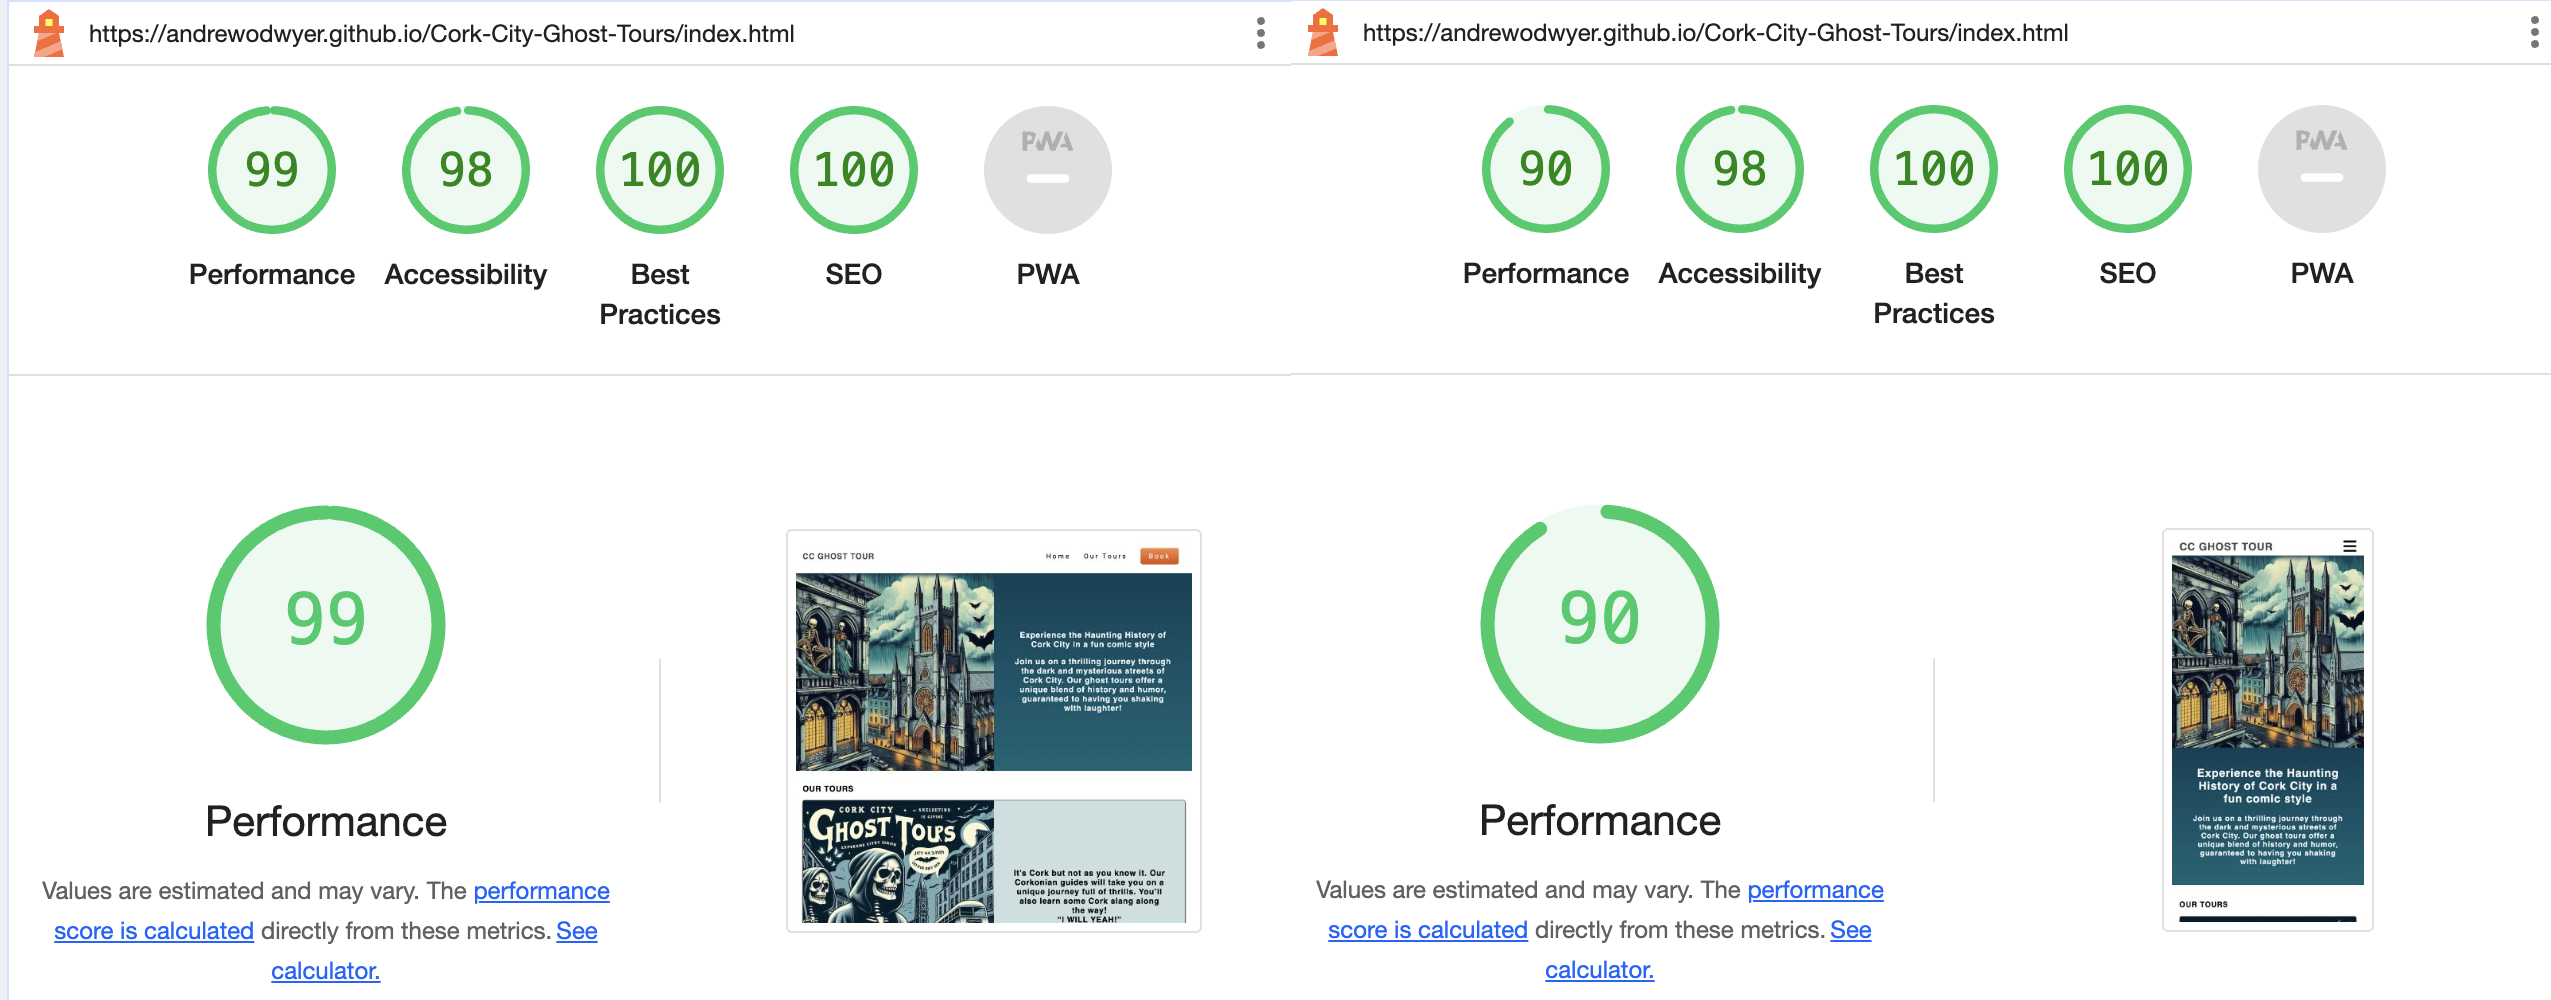 https://andrewodwyer.github.io/Cork-City-Ghost-Tours/index.html
99
98
100
100
PWA
Performance
Accessibility
Best
Practices
SEO
PWA
99
Performance
Values are estimated and may vary. The performance
score is calculated directly from these metrics. See
calculator.
CC GHOST TOUR
Home
Our Tours
Book
Experience the Haunting History of
Cork City in a fun comic style
Join us on a thrilling journey through
the dark and mysterious streets of
Cork City. Our ghost tours offer a
unique blend of history and humor,
guaranteed to having you shaking
with laughter!
OUR TOURS
CORK CITY
GHOST TOURS
It's Cork but not as you know it. Our
Corkonian guides will take you on a
unique journey full of thrills. You'll
also learn some Cork slang along
the way!
"I WILL YEAH!"
https://andrewodwyer.github.io/Cork-City-Ghost-Tours/index.html
90
98
100
100
PWA
Performance
Accessibility
Best
Practices
SEO
PWA
90
Performance
Values are estimated and may vary. The performance
score is calculated directly from these metrics. See
calculator.
CC GHOST TOUR
Experience the Haunting
History of Cork City in a
fun comic style
Join us on a thrilling journey through
the dark and mysterious streets of
Cork City. Our ghost tours offer a
unique blend of history and humor,
guaranteed to having you shaking
with laughter!
OUR TOURS